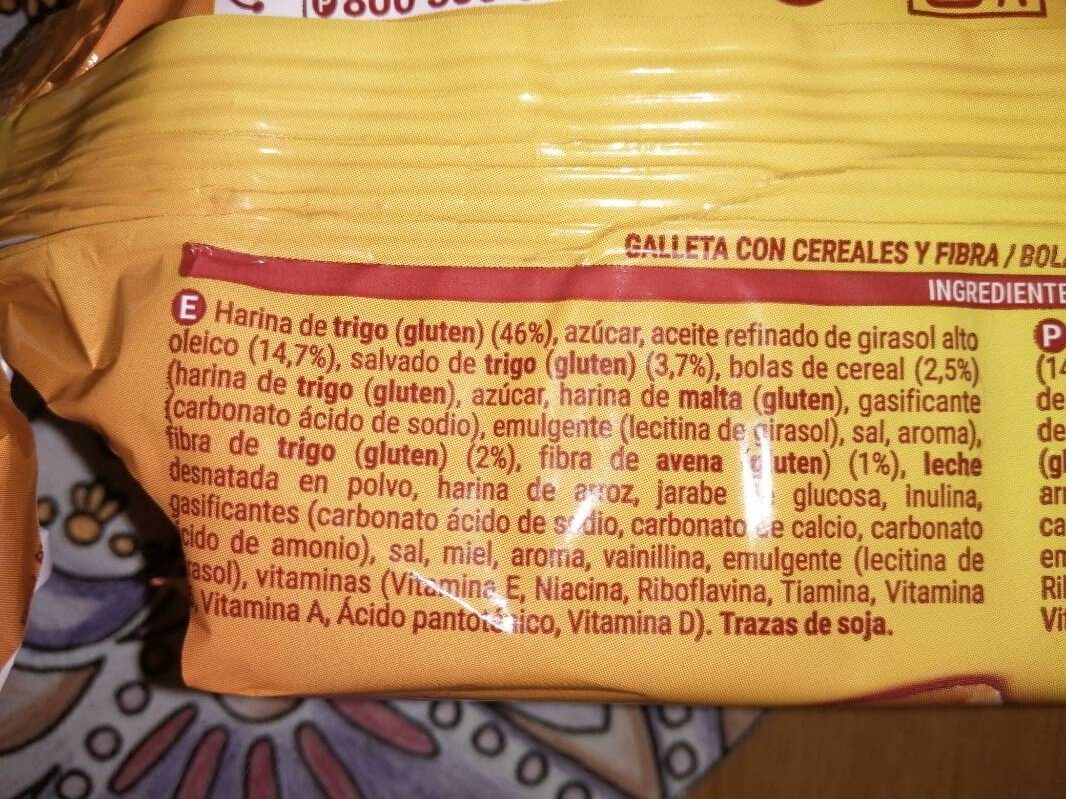 P 800
GALLETA CON CEREALES Y FIBRA /
INGREDIENTE
E Harina de trigo (gluten) (46%), azúcar, aceite refinado de girasol alto
oleico (14,7%), salvado de trigo (gluten) (3,7%), bolas de cereal (2,5%)
(harina de trigo (gluten), azúcar, harina de malta (gluten), gasificante
(carbonato ácido de sodio), emulgente (lecitina de girasol), sal, aroma),
fibra de trigo (gluten) (2%), fibra de avena (gluten) (1%), leche
desnatada en polvo, harina de arroz, jarabe de glucosa, inulina,
gasificantes (carbonato ácido de sodio, carbonato de calcio, carbonato
ácido de amonio), sal, miel, aroma, vainillina, emulgente (lecitina de
girasol), vitaminas (Vitamina E, Niacina, Riboflavina, Tiamina, Vitamina
Vitamina A, Ácido pantoténico, Vitamina D). Trazas de soja.
P